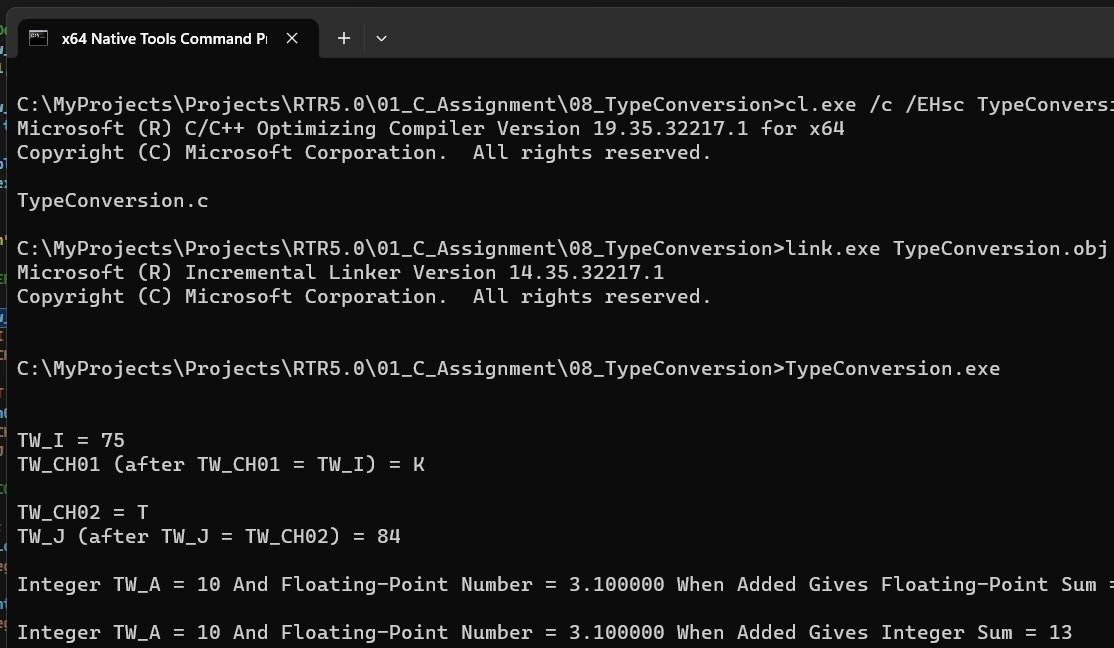 x64 Native Tools Command P
C:\MyProjects\Projects\RTR5.0\01_C_Assignment\08_TypeConversion>cl.exe /c /EHsc TypeConversi
Microsoft (R) C/C++ Optimizing Compiler Version 19.35.32217.1 for x64
Copyright (C) Microsoft Corporation.  All rights reserved.
TypeConversion.c
C:\MyProjects\Projects\RTR5.0\01_C_Assignment\08_TypeConversion>link.exe TypeConversion.obj
Microsoft (R) Incremental Linker Version 14.35.32217.1
Copyright (C) Microsoft Corporation.  All rights reserved.
C:\MyProjects\Projects\RTR5.0\01_C_Assignment\08_TypeConversion>TypeConversion.exe
TW_I = 75
TW_CH01 (after TW_CH01 = TW_I) = K
TW_CH02 = T
TW_J (after TW_J = TW_CH02) = 84
Integer TW_A = 10 And Floating-Point Number = 3.100000 When Added Gives Floating-Point Sum =
Integer TW_A = 10 And Floating-Point Number = 3.100000 When Added Gives Integer Sum = 13